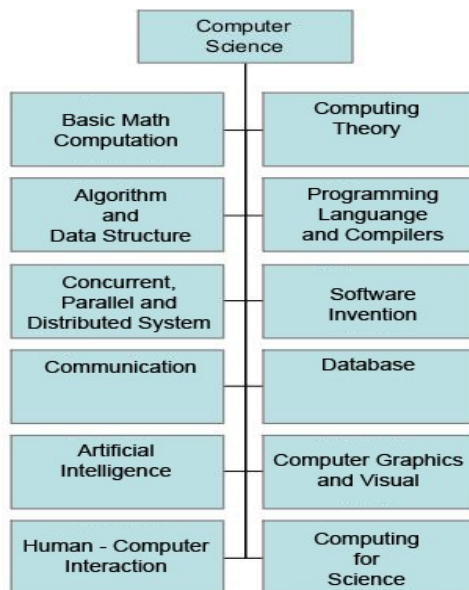 Computer
Science
Basic Math
Computation
Computing
Theory
Algorithm
and
Data Structure
Programming
Languange
and Compilers
Concurrent,
Parallel and
Distributed System
Software
Invention
Communication
Database
Artificial
Intelligence
Computer Graphics
and Visual
Human - Computer
Interaction
Computing
for
Science